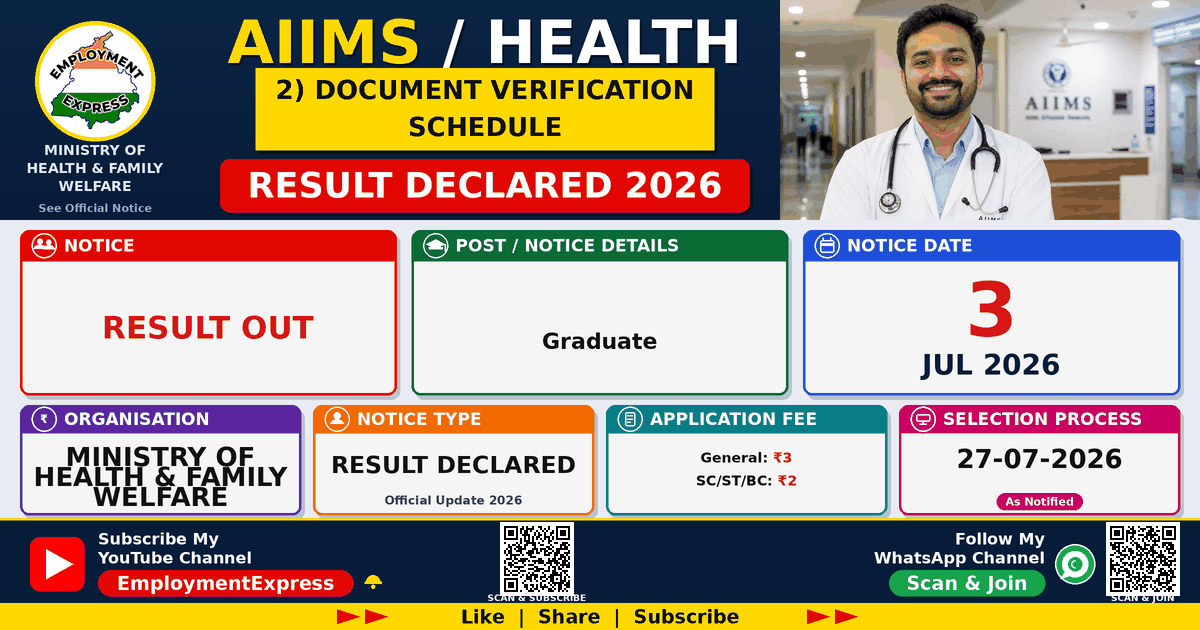 EMPLOYMENT
EXPRESS
MINISTRY OF
HEALTH & FAMILY
WELFARE
See Official Notice
AIIMS / HEALTH
2) DOCUMENT VERIFICATION
SCHEDULE
RESULT DECLARED 2026
AIIMS
NOTICE
RESULT OUT
POST / NOTICE DETAILS
Graduate
NOTICE DATE
3
JUL 2026
₹ ORGANISATION
MINISTRY OF
HEALTH & FAMILY
WELFARE
NOTICE TYPE
RESULT DECLARED
Official Update 2026
APPLICATION FEE
General: ₹3
SC/ST/BC: ₹2
SELECTION PROCESS
27-07-2026
As Notified
Subscribe My
YouTube Channel
EmploymentExpress
SCAN & SUBSCRIBE
Follow My
WhatsApp Channel
Scan & Join
SCAN & JOIN
Like | Share | Subscribe